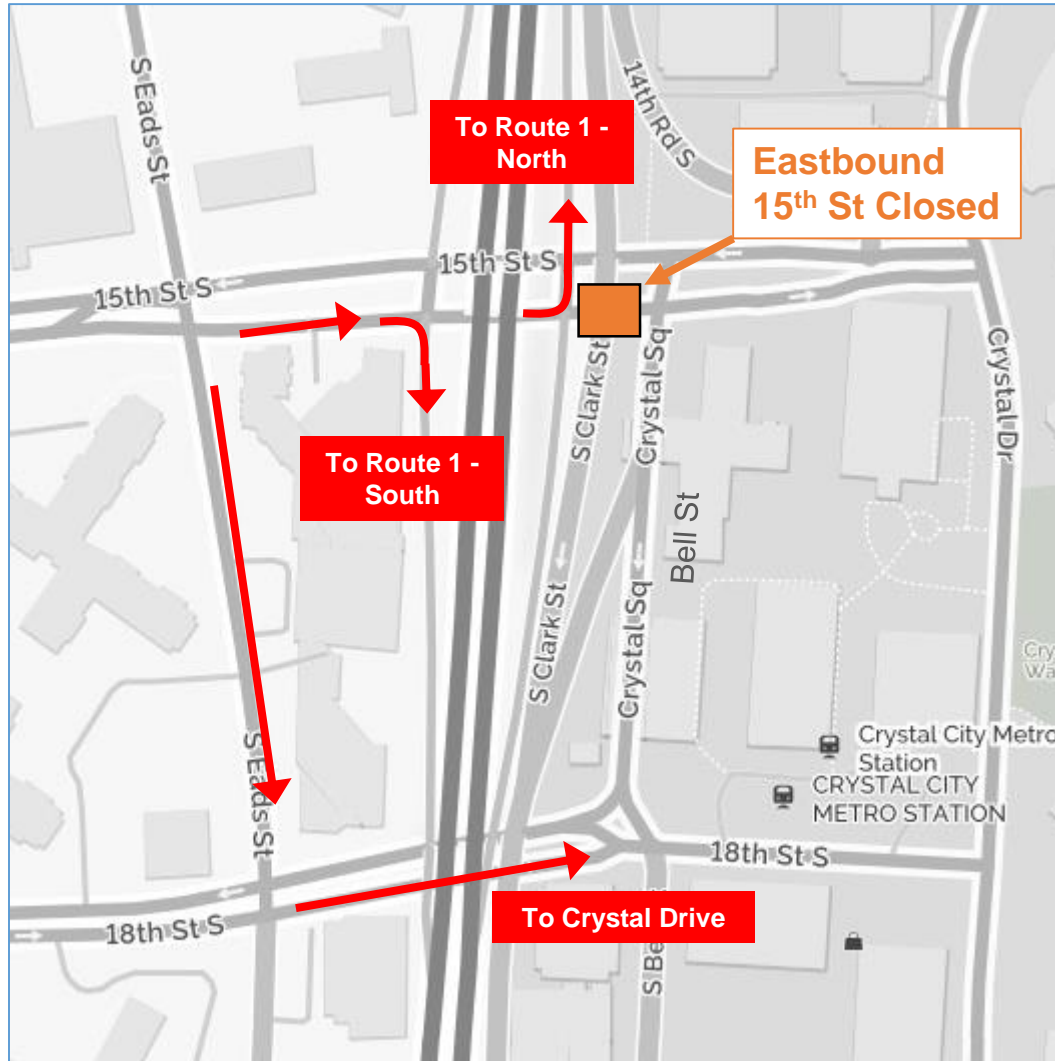 S Eads St
14th Rd S
To Route 1 -
North
Eastbound
15th St Closed
15th St S
15th St S
S Clark St
Crystal Sq
Crystal Dr
To Route 1 -
South
Bell St
S Clark St
Crystal Sq
Cry
Wa
Crystal City Metro
Station
CRYSTAL CITY
METRO STATION
S Eads St
18th St S
To Crystal Drive
18th St S
S Be